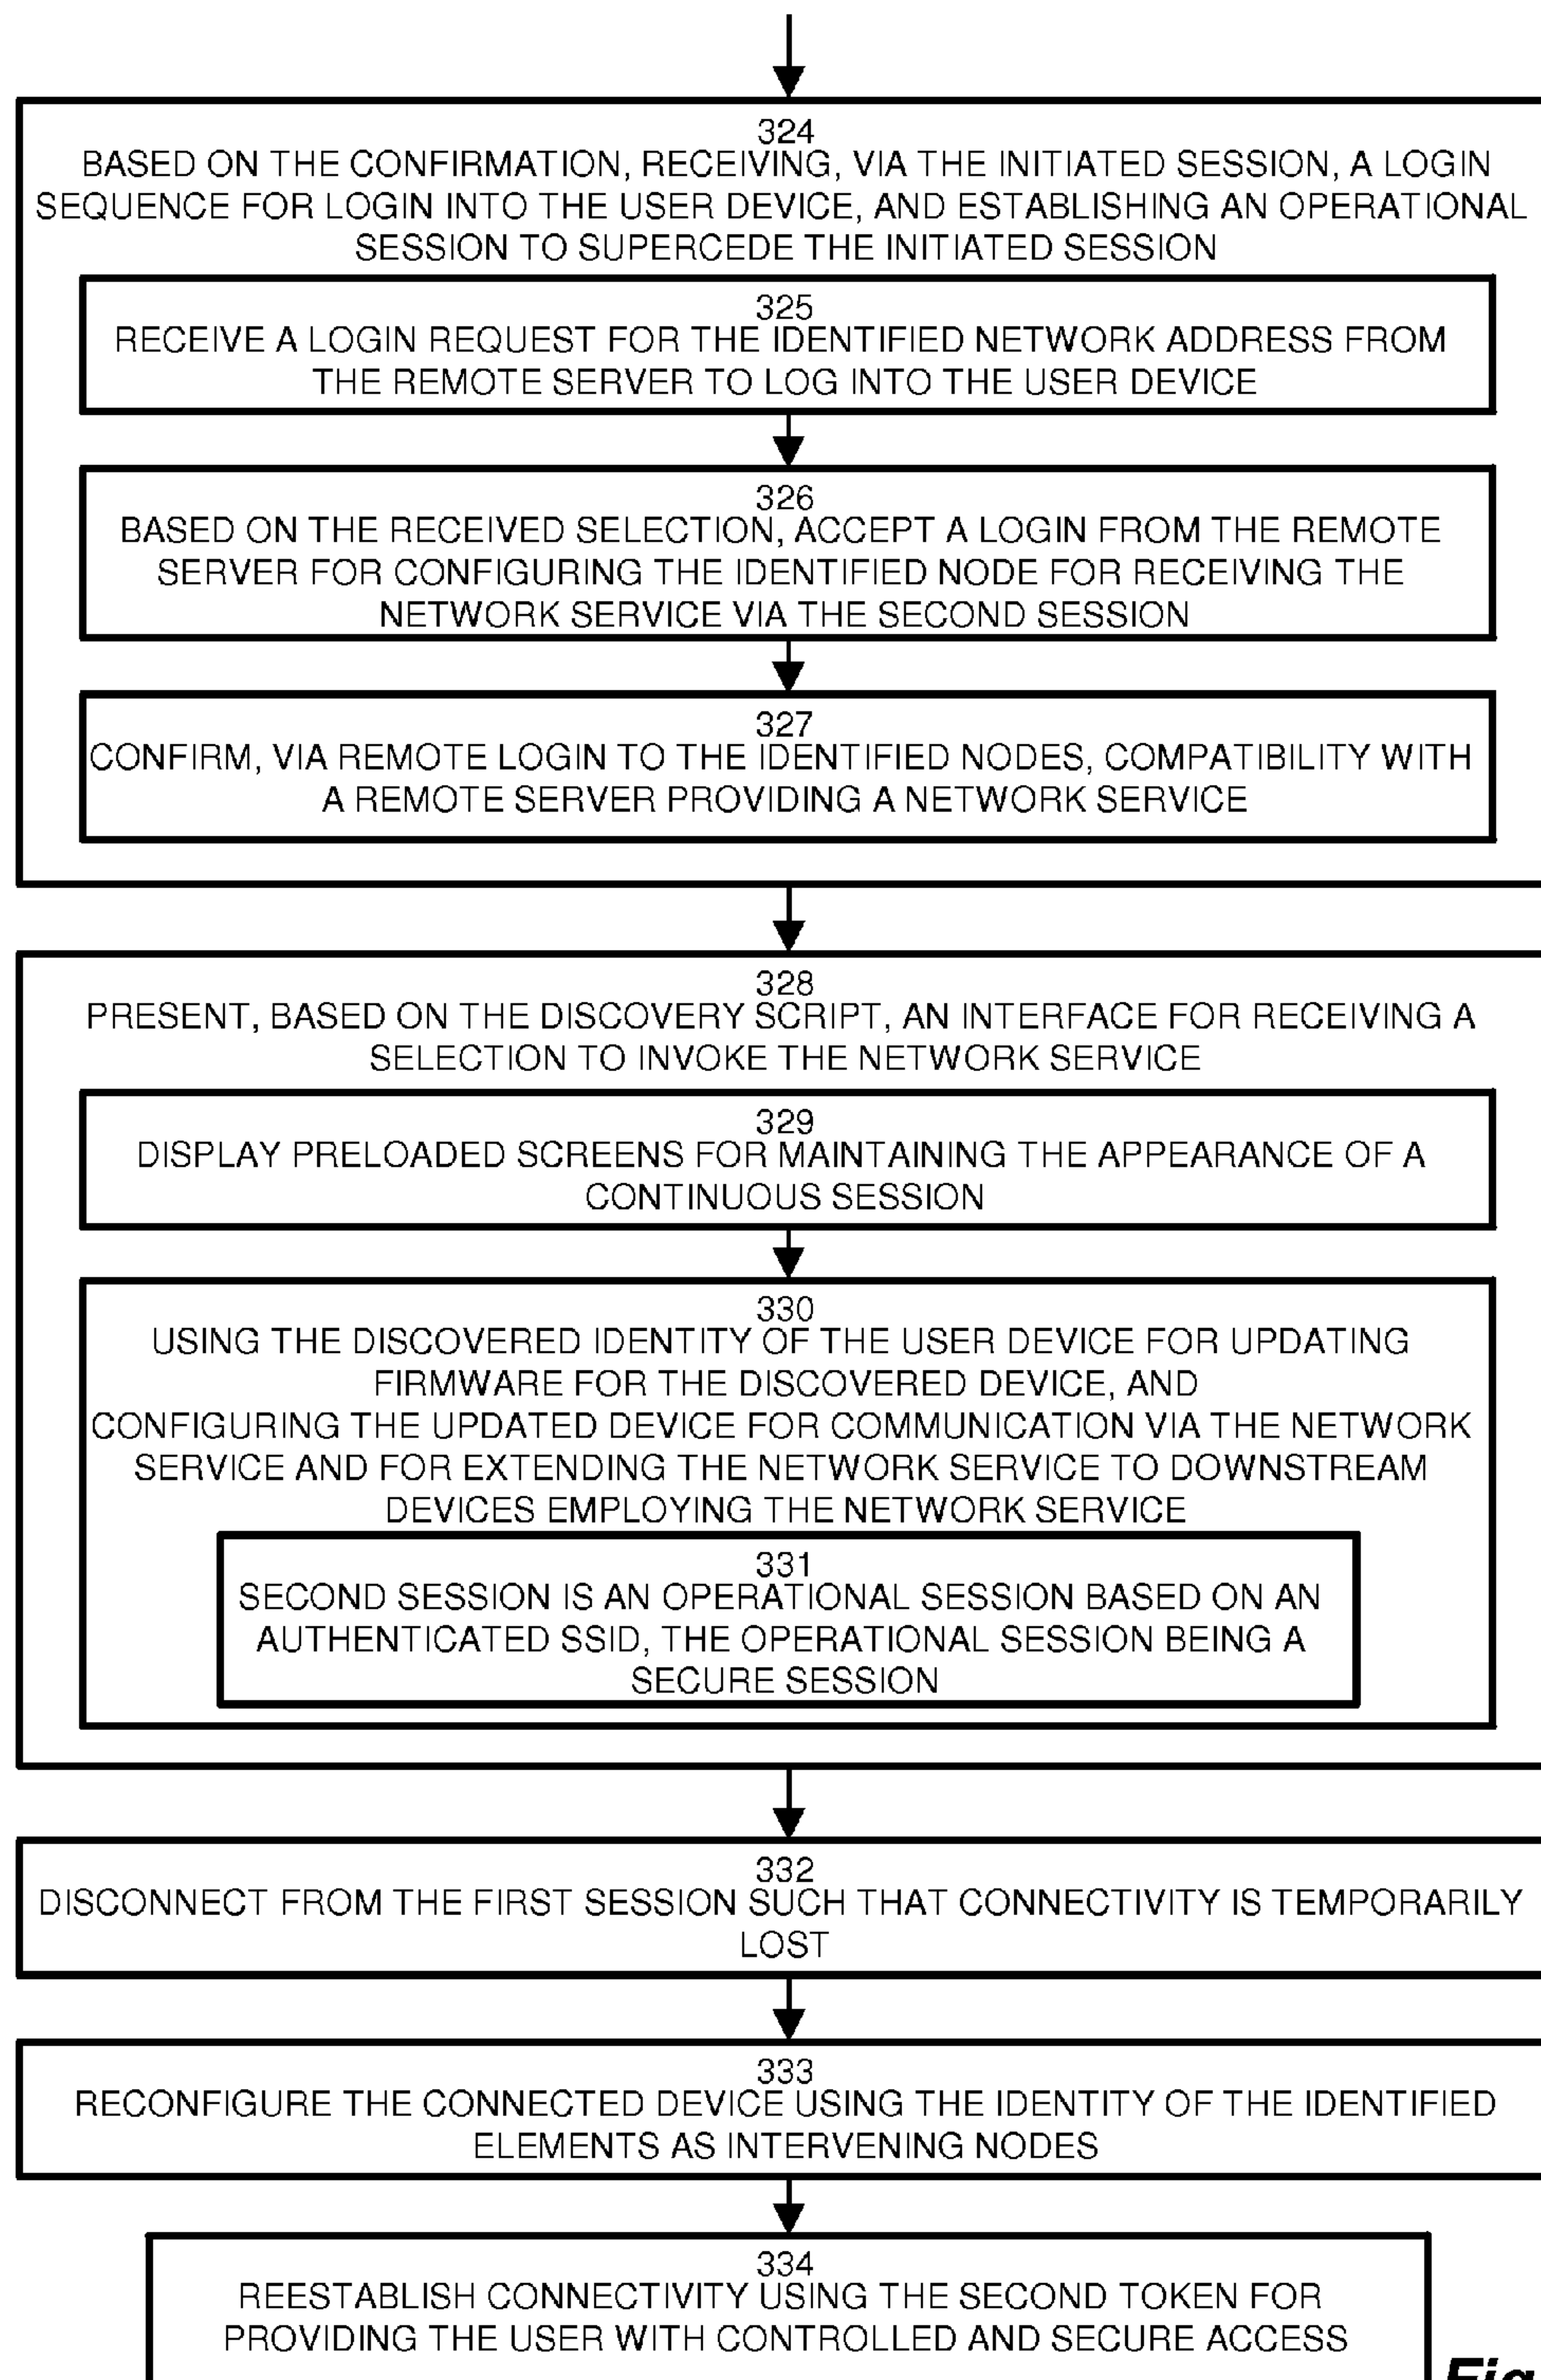 324
BASED ON THE CONFIRMATION, RECEIVING, VIA THE INITIATED SESSION, A LOGIN
SEQUENCE FOR LOGIN INTO THE USER DEVICE, AND ESTABLISHING AN OPERATIONAL
SESSION TO SUPERCEDE THE INITIATED SESSION
325
RECEIVE A LOGIN REQUEST FOR THE IDENTIFIED NETWORK ADDRESS FROM
THE REMOTE SERVER TO LOG INTO THE USER DEVICE
326
BASED ON THE RECEIVED SELECTION, ACCEPT A LOGIN FROM THE REMOTE
SERVER FOR CONFIGURING THE IDENTIFIED NODE FOR RECEIVING THE
NETWORK SERVICE VIA THE SECOND SESSION
327
CONFIRM, VIA REMOTE LOGIN TO THE IDENTIFIED NODES, COMPATIBILITY WITH
A REMOTE SERVER PROVIDING A NETWORK SERVICE
328
PRESENT, BASED ON THE DISCOVERY SCRIPT, AN INTERFACE FOR RECEIVING A
SELECTION TO INVOKE THE NETWORK SERVICE
329
DISPLAY PRELOADED SCREENS FOR MAINTAINING THE APPEARANCE OF A
CONTINUOUS SESSION
330
USING THE DISCOVERED IDENTITY OF THE USER DEVICE FOR UPDATING
FIRMWARE FOR THE DISCOVERED DEVICE, AND
CONFIGURING THE UPDATED DEVICE FOR COMMUNICATION VIA THE NETWORK
SERVICE AND FOR EXTENDING THE NETWORK SERVICE TO DOWNSTREAM
DEVICES EMPLOYING THE NETWORK SERVICE
331
SECOND SESSION IS AN OPERATIONAL SESSION BASED ON AN
AUTHENTICATED SSID, THE OPERATIONAL SESSION BEING A
SECURE SESSION
332
DISCONNECT FROM THE FIRST SESSION SUCH THAT CONNECTIVITY IS TEMPORARILY
LOST
333
RECONFIGURE THE CONNECTED DEVICE USING THE IDENTITY OF THE IDENTIFIED
ELEMENTS AS INTERVENING NODES
334
REESTABLISH CONNECTIVITY USING THE SECOND TOKEN FOR
PROVIDING THE USER WITH CONTROLLED AND SECURE ACCESS
Fig